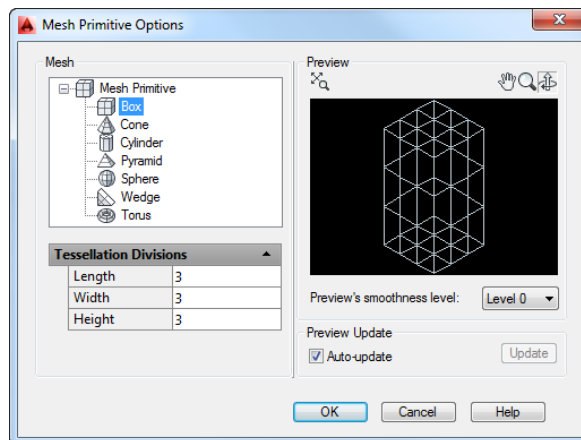 Mesh Primitive Options
Mesh
Mesh Primitive
Box
Cone
Cylinder
Pyramid
Sphere
Wedge
Torus
Tessellation Divisions
Length 3
Width 3
Height 3
Preview
Preview's smoothness level: Level 0
Preview Update
Auto-update Update
OK Cancel Help